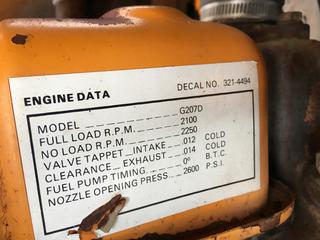 ENGINE DATA DECAL NO. 321-4494
MODEL G207D
FULL LOAD R.P.M. 2100
NO LOAD R.P.M. 2250
VALVE TAPPET INTAKE .012 COLD
CLEARANCE EXHAUST .014 COLD
FUEL PUMP TIMING 0° B.T.C.
NOZZLE OPENING PRESS. 2600 P.S.I.